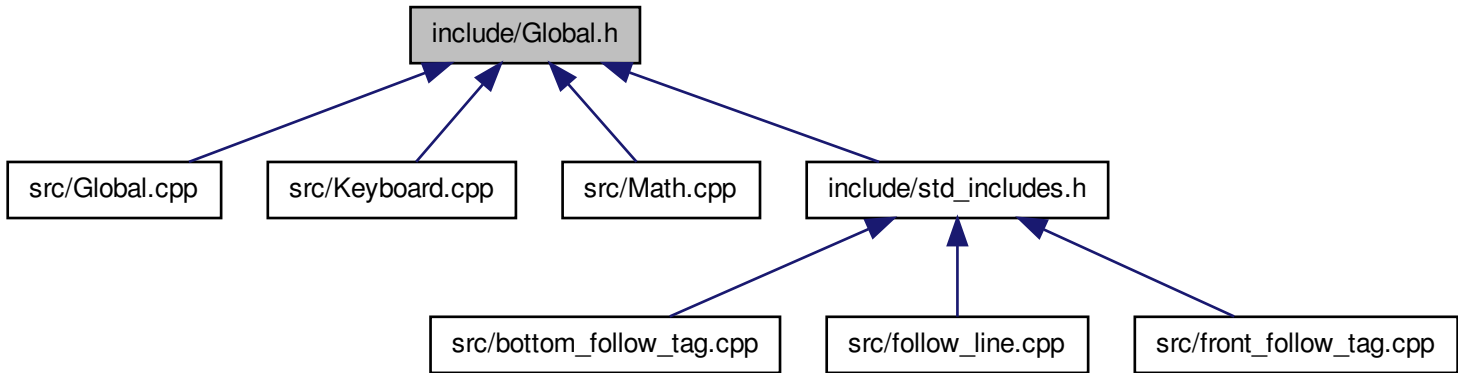 include/Global.h
src/Global.cpp
src/Keyboard.cpp
src/Math.cpp
include/std_includes.h
src/bottom_follow_tag.cpp
src/follow_line.cpp
src/front_follow_tag.cpp